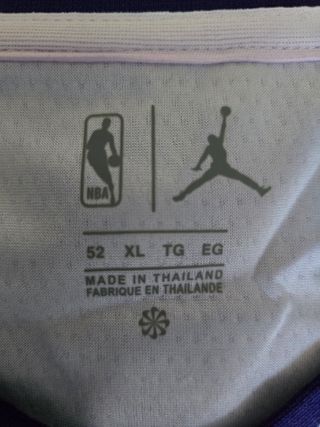 NBA
52 XL TG EG
MADE IN THAILAND
FABRIQUE EN THAILANDE